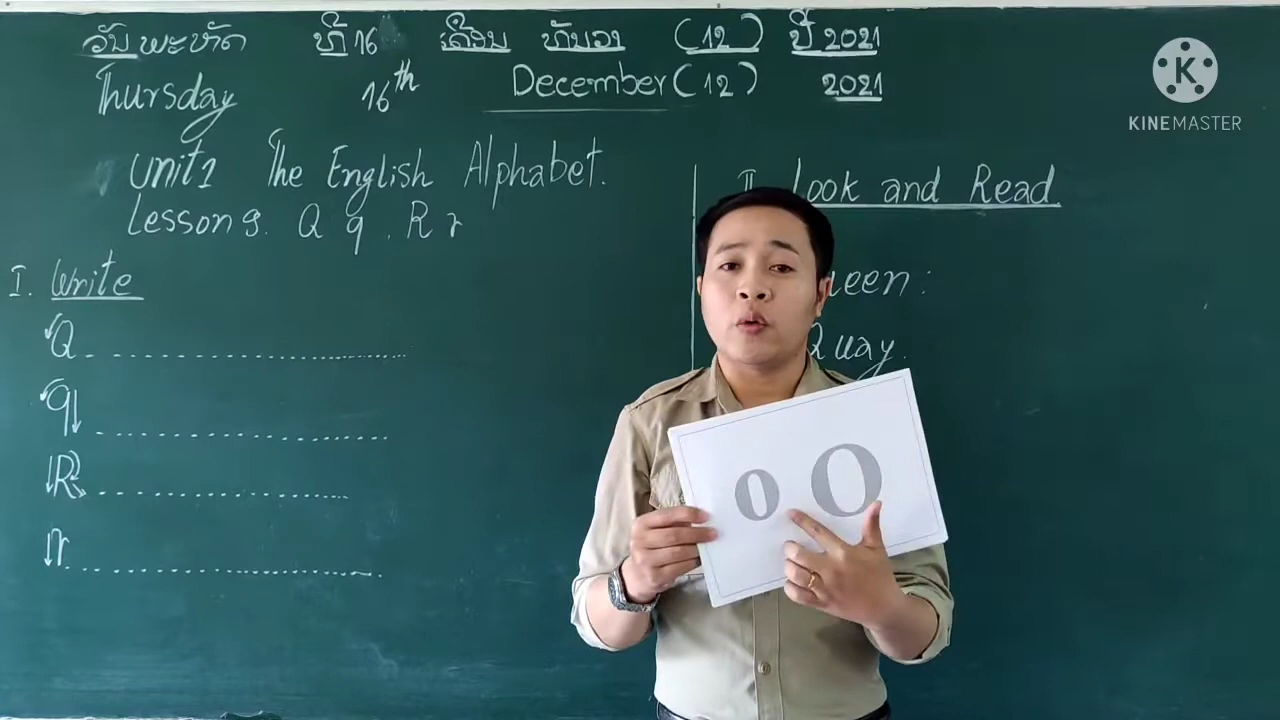 ວັນ ພະຫັດ ທີ 16 ເດືອນ ທັນວາ (12) ປີ 2021
Thursday 16th December (12) 2021
Unit 1 The English Alphabet.
Lesson 9. Q q, R r
I. Write
Q
q
R
r
II. Look and Read
ueen:
Quay.
o O
KINEMASTER